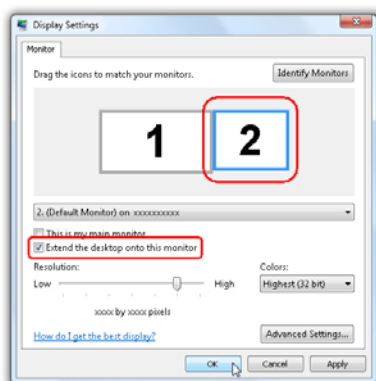 Display Settings
Monitor
Drag the icons to match your monitors.
Identify Monitors
1
2
2. (Default Monitor) on xxxxxxxxxx
This is my main monitor
Extend the desktop onto this monitor
Resolution:
Colors:
Low
High
Highest (32 bit)
xxxx by xxxx pixels
How do I get the best display?
Advanced Settings...
OK
Cancel
Apply